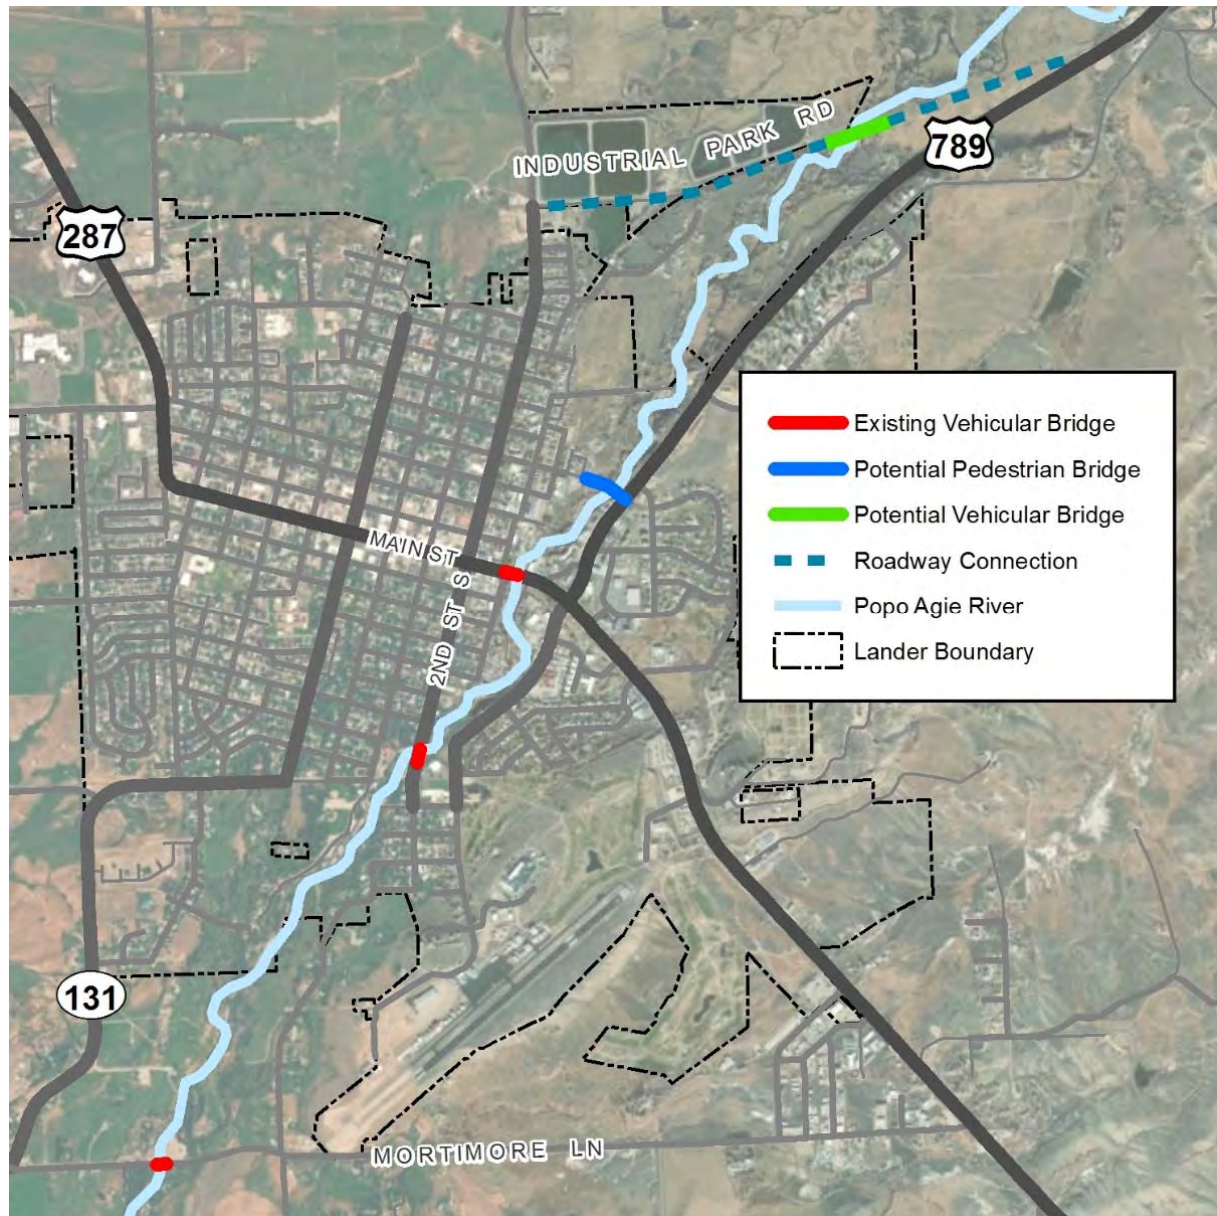 INDUSTRIAL PARK RD
789
287
Existing Vehicular Bridge
Potential Pedestrian Bridge
Potential Vehicular Bridge
Roadway Connection
Popo Agie River
Lander Boundary
MAIN ST
2ND ST S
131
MORTIMORE LN